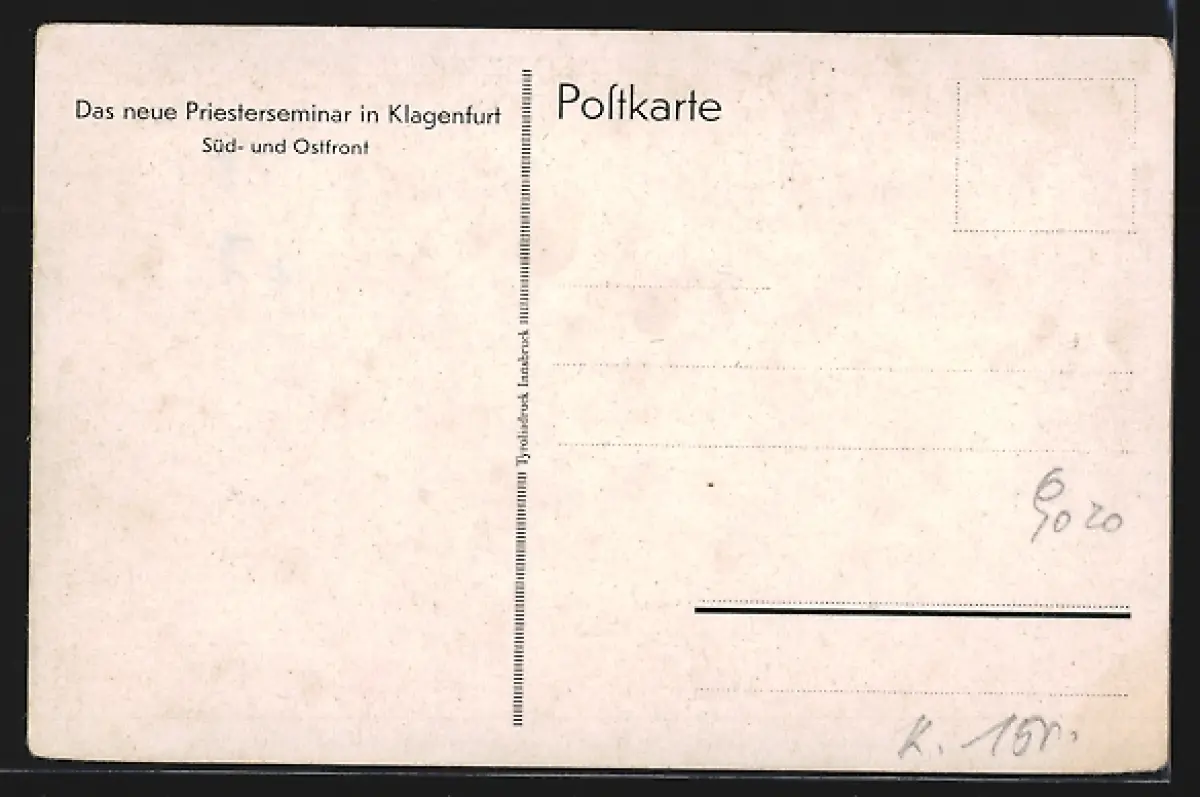 Das neue Priesterseminar in Klagenfurt
Süd- und Ostfront
Poſtkarte
Tyroliadruck Innsbruck
9020
K.